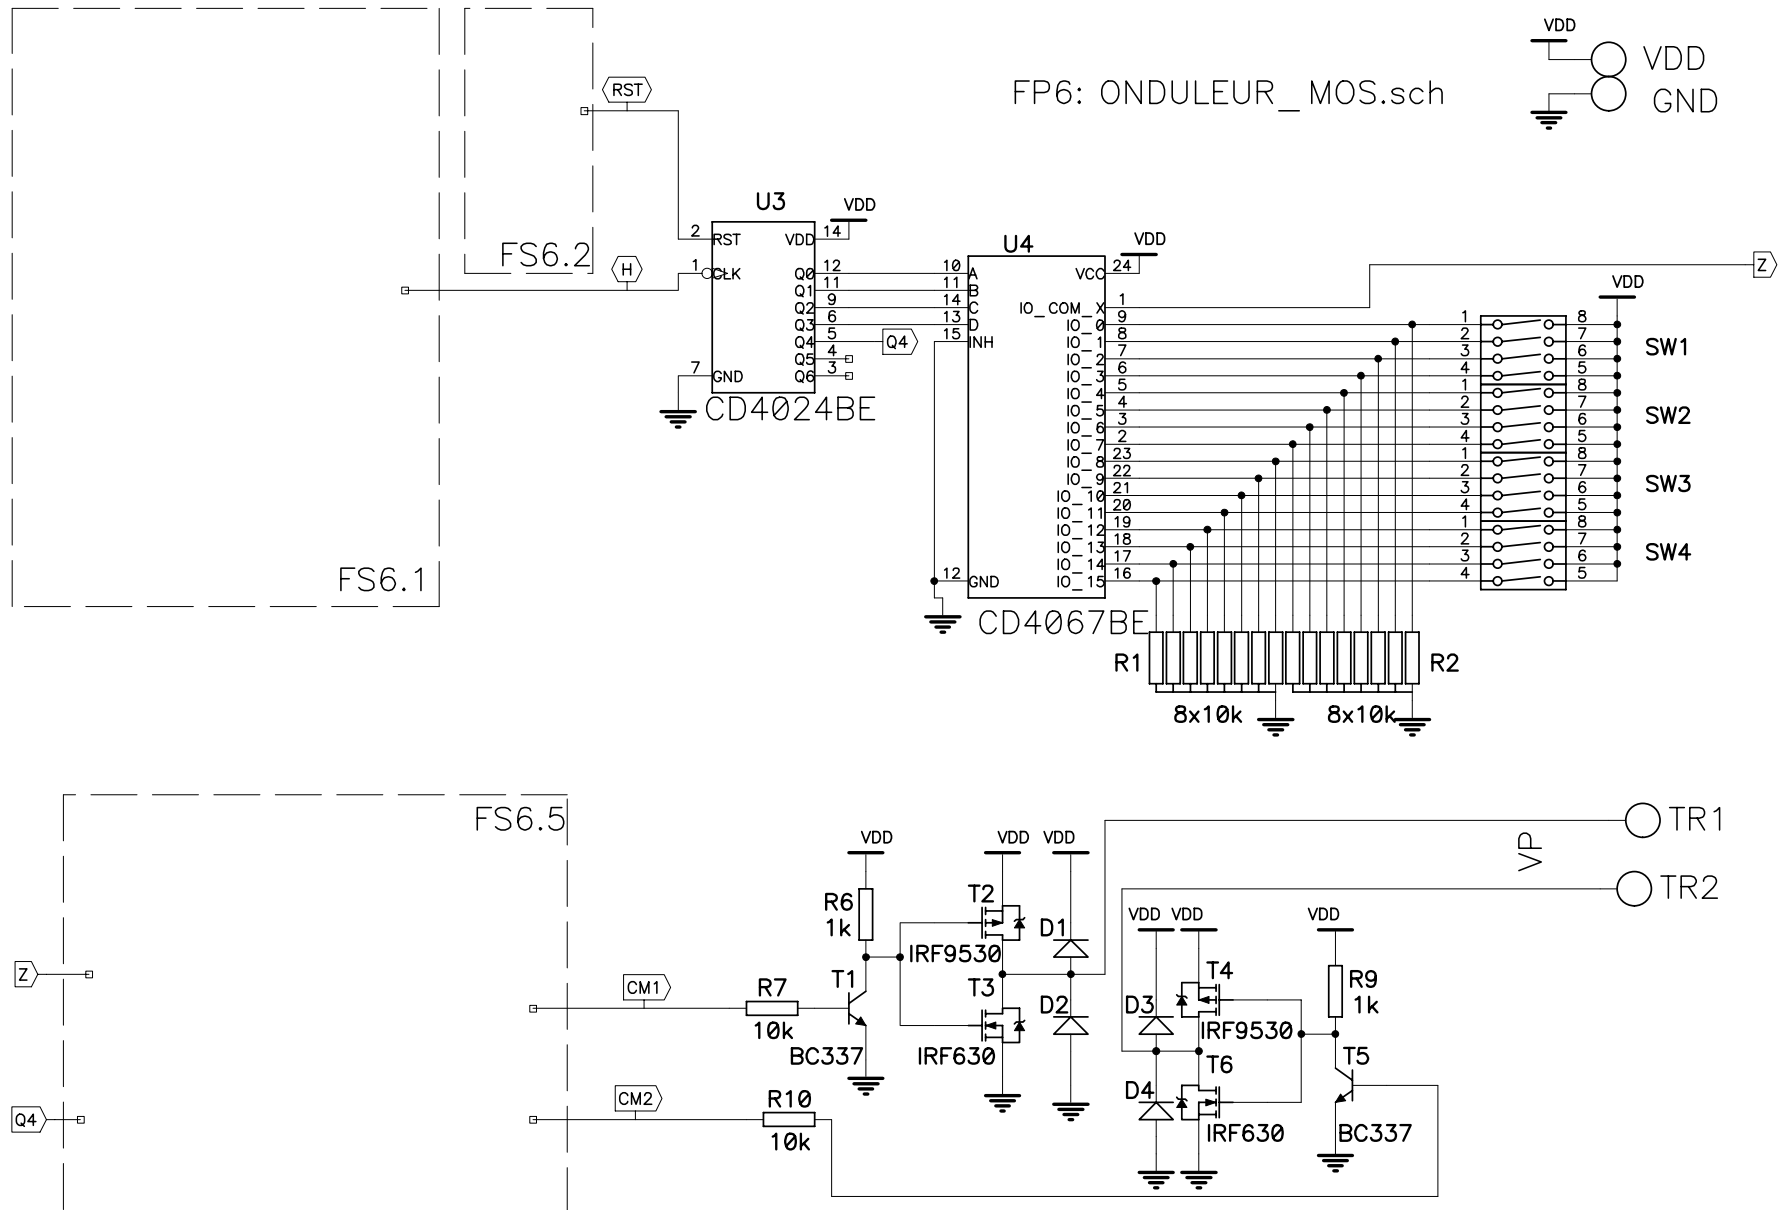 VDD
VDD
FP6: ONDULEUR_MOS.sch
GND
RST
FS6.2
H
FS6.1
U3
VDD
2 RST VDD 14
1 CLK
Q0 12
Q1 11
Q2 9
Q3 6
Q4 5
Q4
Q5 4
7 GND Q6 3
CD4024BE
U4
VDD
10 A VCC 24
11 B
14 C IO_COM_X 1
Z
13 D IO_0 9
15 INH IO_1 8
IO_2 7
IO_3 6
IO_4 5
IO_5 4
IO_6 3
IO_7 2
IO_8 23
IO_9 22
IO_10 21
IO_11 20
IO_12 19
IO_13 18
IO_14 17
12 GND IO_15 16
CD4067BE
VDD
1 8
2 7
3 6
4 5
SW1
1 8
2 7
3 6
4 5
SW2
1 8
2 7
3 6
4 5
SW3
1 8
2 7
3 6
4 5
SW4
R1 R2
8x10k 8x10k
FS6.5
Z
Q4
CM1
R7
10k
CM2
R10
10k
VDD
R6
1k
T1
BC337
VDD VDD
T2
IRF9530
D1
T3
IRF630
D2
VP
TR1
TR2
VDD VDD VDD
T4
IRF9530
D3
R9
1k
T6
T5
D4
IRF630
BC337